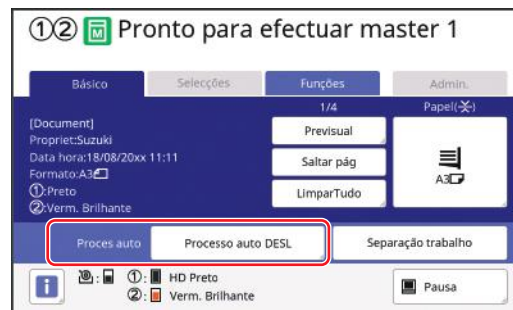 ①② M Pronto para efectuar master 1
Básico Selecções Funções Admin.
1/4 Papel(
)
[Document]
Propriet:Suzuki
Data hora:18/08/20xx 11:11
Formato:A3
①:Preto
②:Verm. Brilhante
Previsual
Saltar pág
LimparTudo
A3
Proces auto Processo auto DESL Separação trabalho
i ①: HD Preto
②: Verm. Brilhante
Pausa